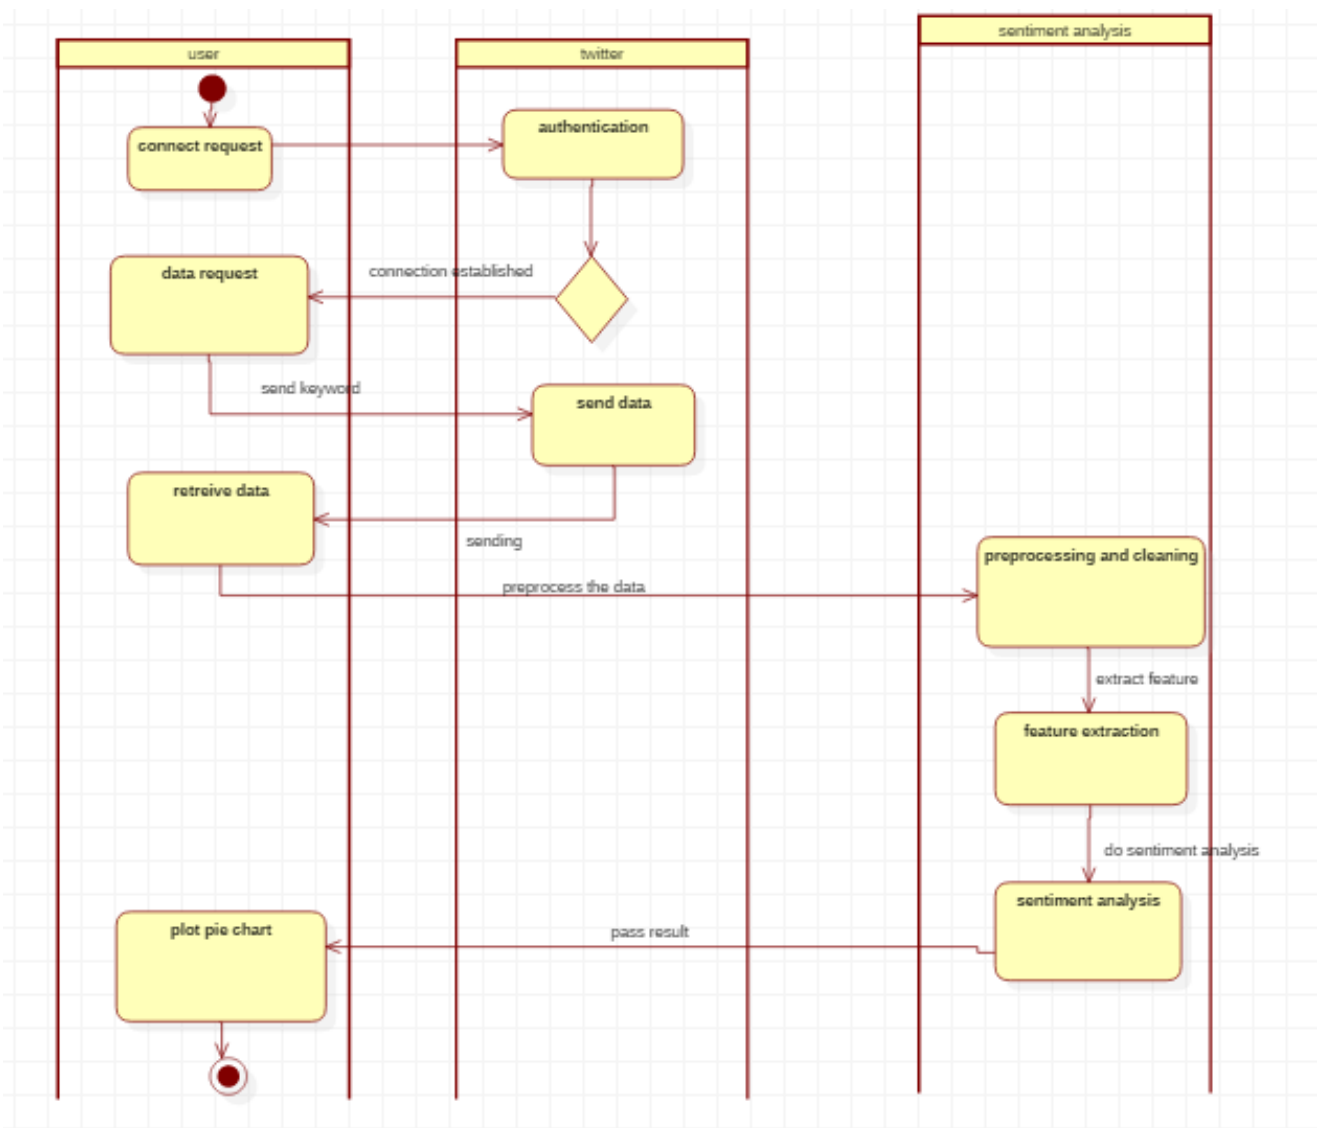 sentiment analysis
user
twitter
authentication
connect request
connection established
data request
send keyword
send data
retreive data
sending
preprocessing and cleaning
preprocess the data
extract feature
feature extraction
do sentiment analysis
sentiment analysis
plot pie chart
pass result